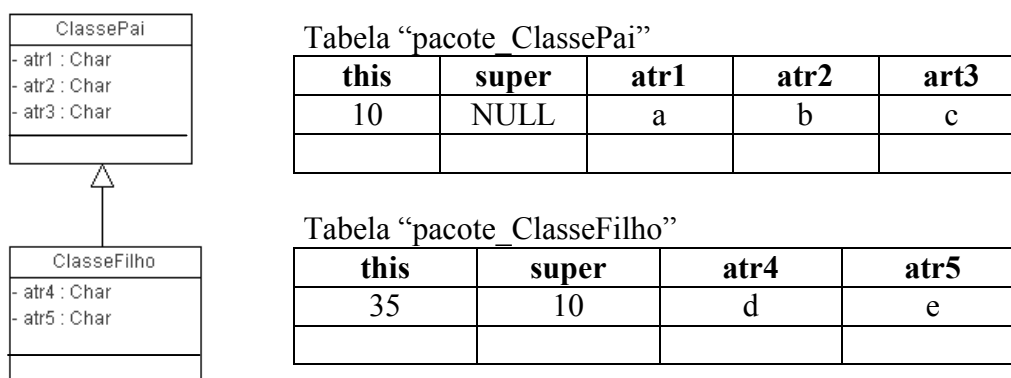 ClassePai
- atr1 : Char
- atr2 : Char
- atr3 : Char
ClasseFilho
- atr4 : Char
- atr5 : Char
Tabela “pacote_ClassePai”
this super atr1 atr2 art3
10 NULL a b c
Tabela “pacote_ClasseFilho”
this super atr4 atr5
35 10 d e